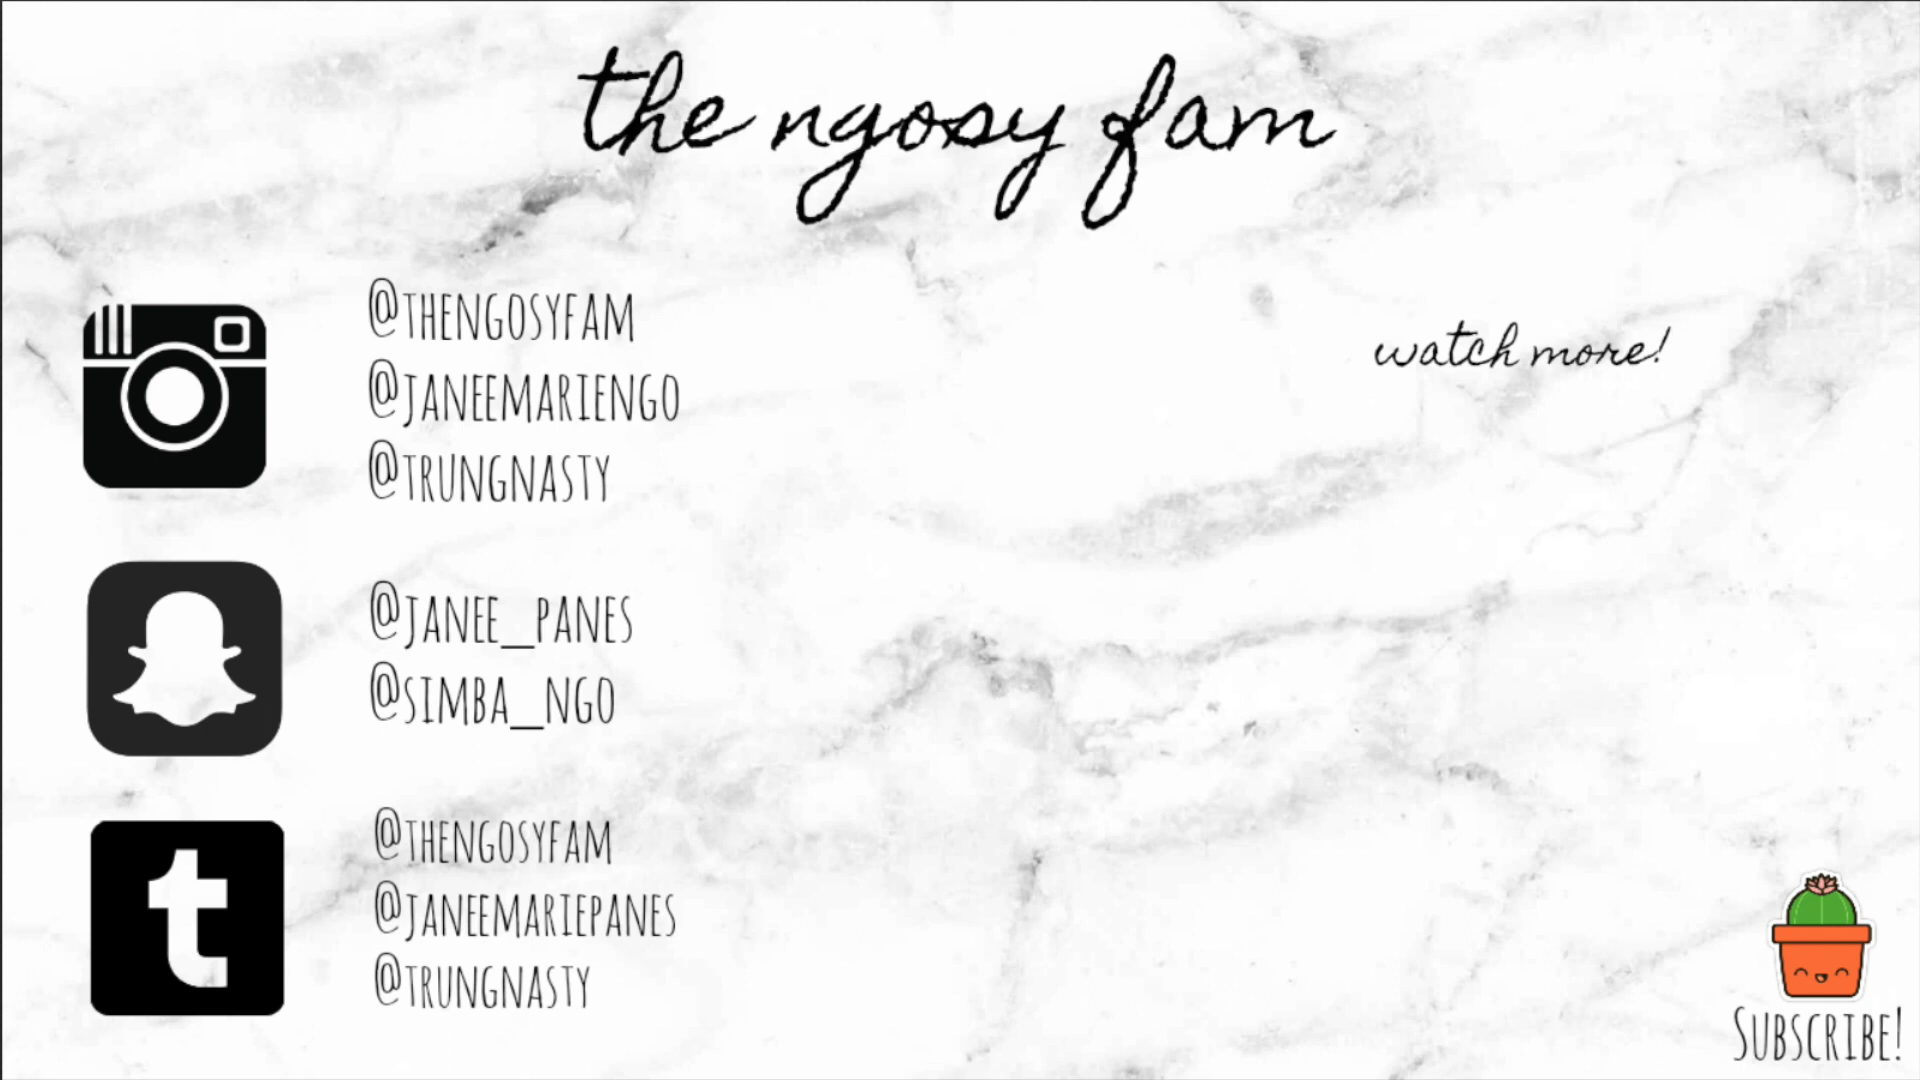 the ngosy fam
@THENGOSYFAM
@JANEEMARIENGO
@TRUNGNASTY
watch more!
@JANEE_PANES
@SIMBA_NGO
@THENGOSYFAM
@JANEEMARIEPANES
@TRUNGNASTY
SUBSCRIBE!